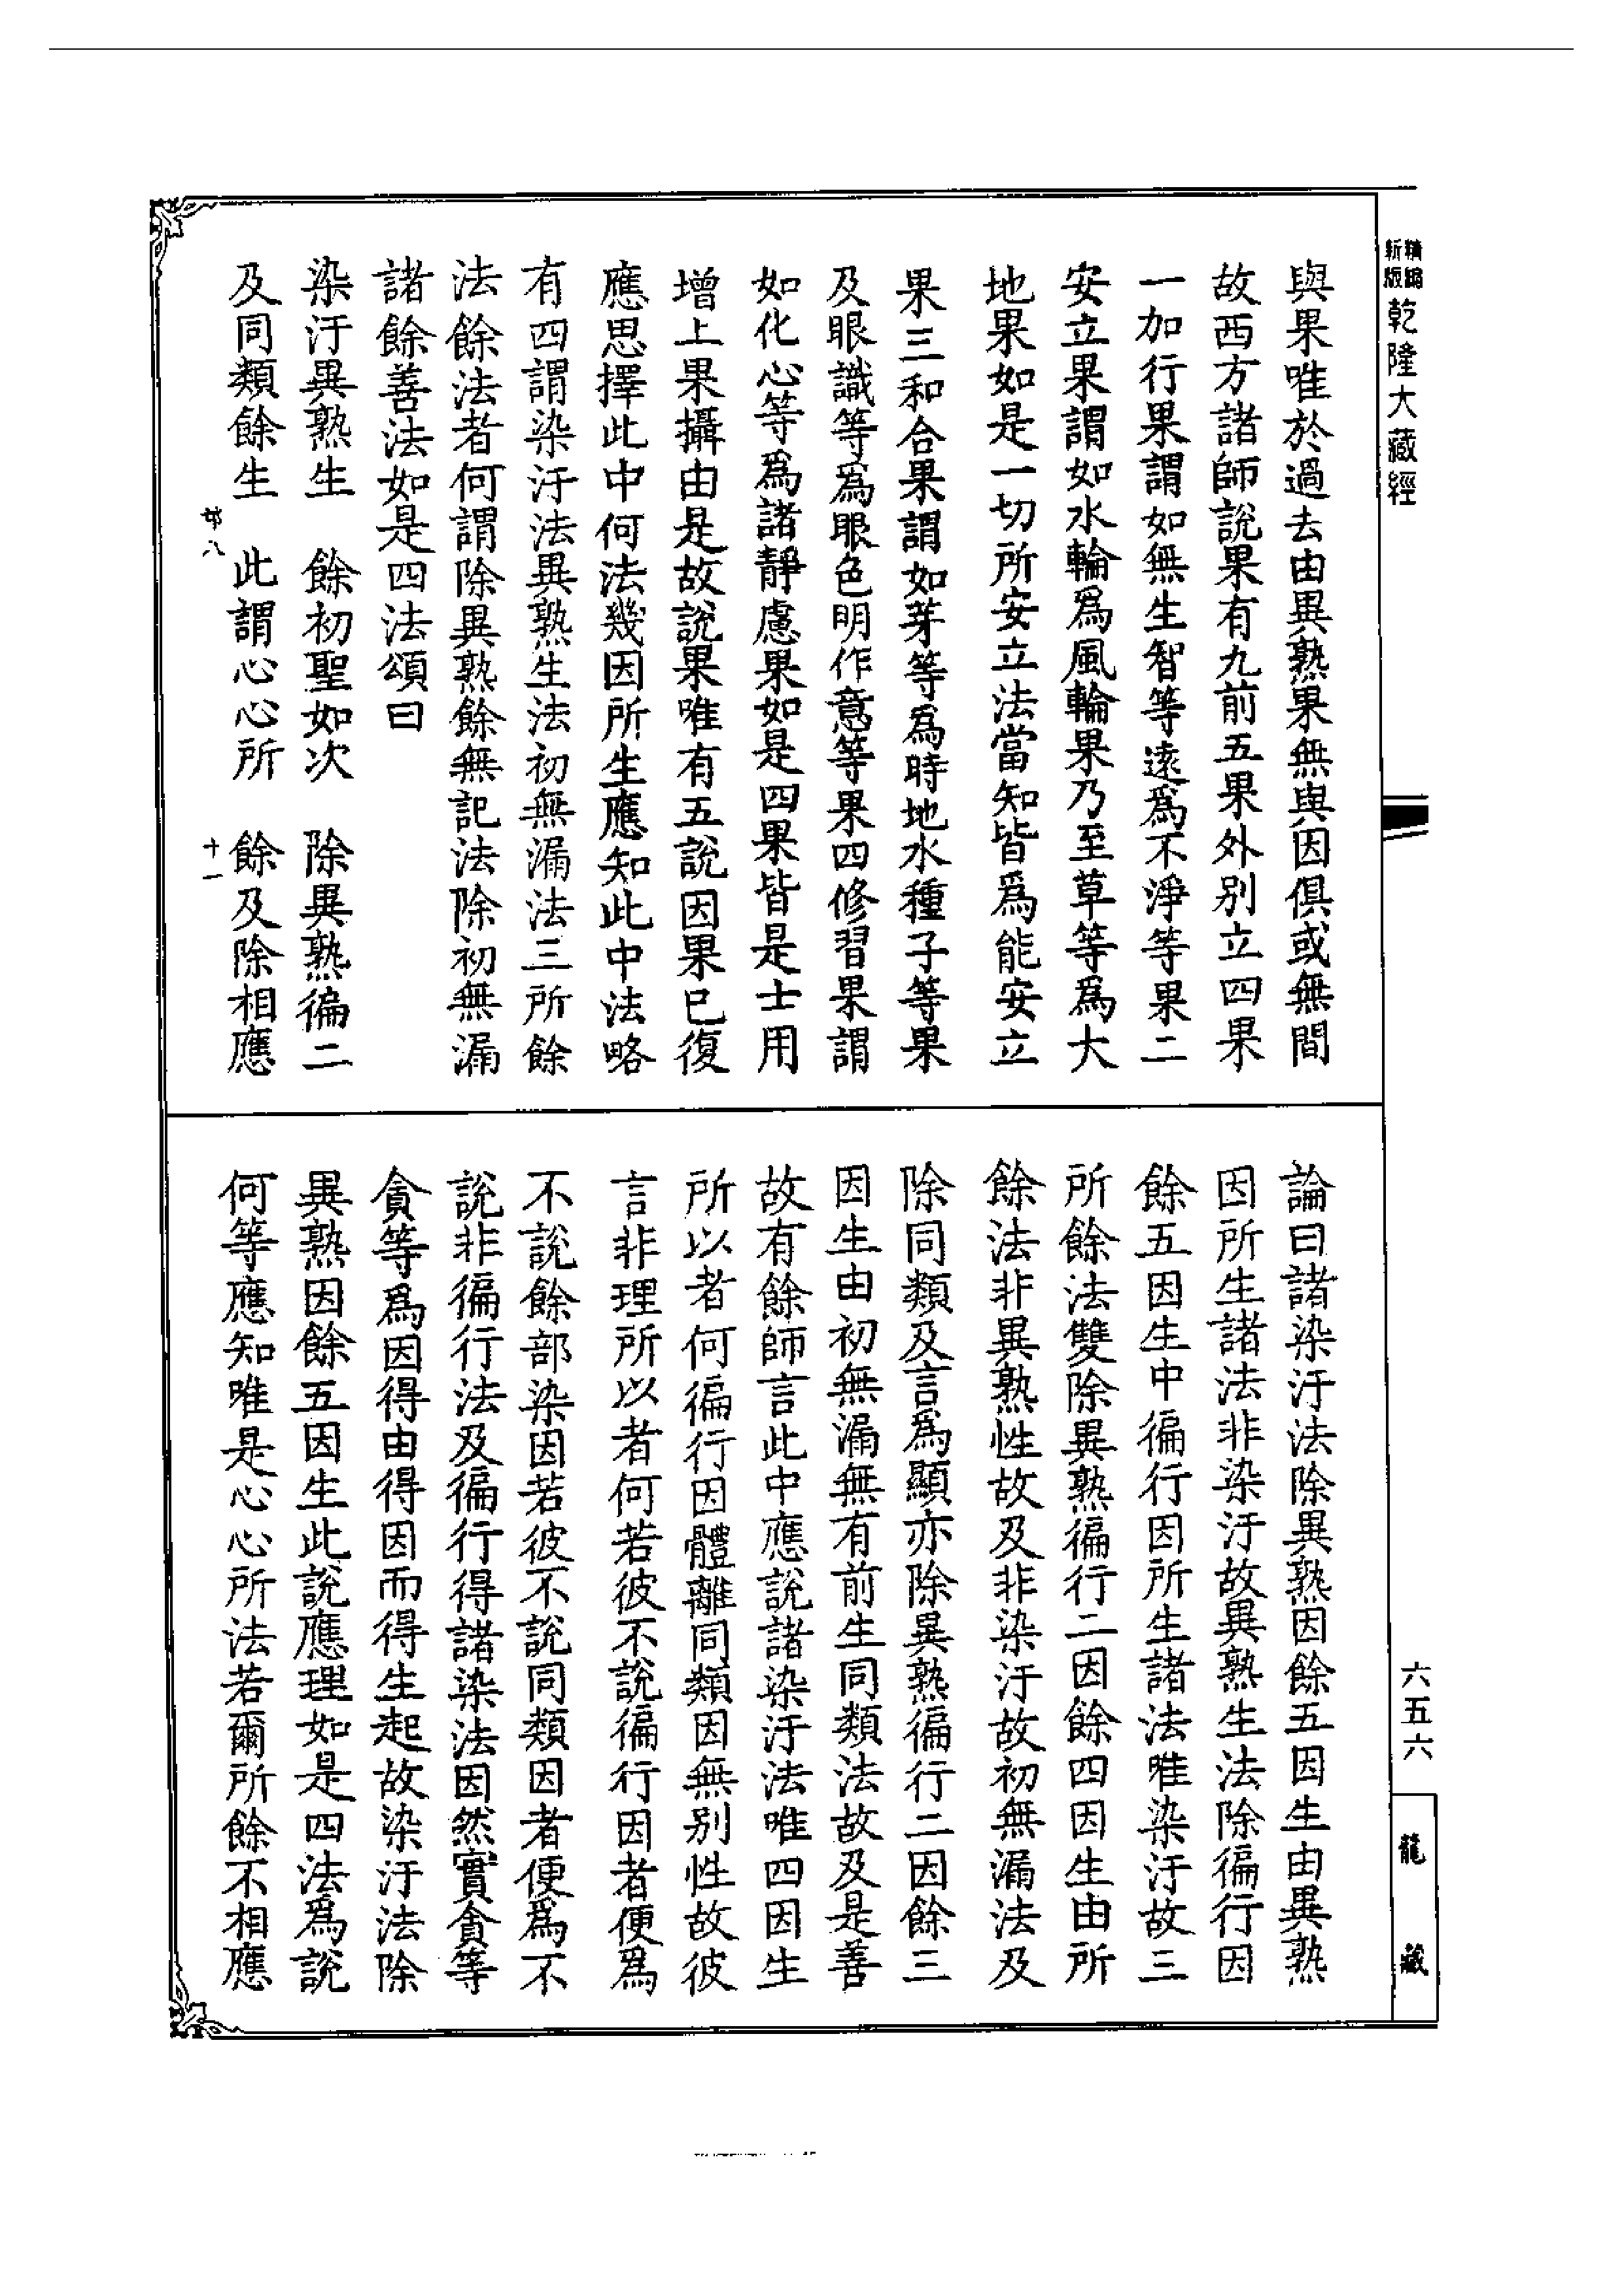 新編
精版
乾隆大藏經
與果唯於過去由異熟果無與因俱或無間
故西方諸師說果有九前五果外別立四果
一加行果謂如無生智等遠爲不淨等果二
安立果謂如水輪爲風輪果乃至草等爲大
地果如是一切所安立法當知皆爲能安立
果三和合果謂如芽等爲時地水種子等果
及眼識等爲眼色明作意等果四修習果謂
如化心等爲諸靜慮果如是四果皆是士用
增上果攝由是故說果唯有五說因果已復
應思擇此中何法幾因所生應知此中法略
有四謂染汙法異熟生法初無漏法三所餘
法餘法者何謂除異熟餘無記法除初無漏
諸餘善法如是四法頌曰
染汙異熟生 餘初聖如次 除異熟徧二
及同類餘生 此謂心心所 餘及除相應
八 十一
論曰諸染汙法除異熟因餘五因生由異熟
因所生諸法非染汙故異熟生法除徧行因
餘五因生中徧行因所生諸法唯染汙故三
所餘法雙除異熟徧行二因餘四因生由所
餘法非異熟性故及非染汙故初無漏法及
除同類及言爲顯亦除異熟徧行二因餘三
因生由初無漏無有前生同類法故及是善
故有餘師言此中應說諸染汙法唯四因生
所以者何徧行因體離同類因無別性故彼
言非理所以者何若彼不說徧行因者便爲
不說餘部染因若彼不說同類因者便爲不
說非徧行法及徧行得諸染法因然實貪等
貪等爲因得由得因而得生起故染汙法除
異熟因餘五因生此說應理如是四法爲說
何等應知唯是心心所法若爾所餘不相應
六五六
龍藏